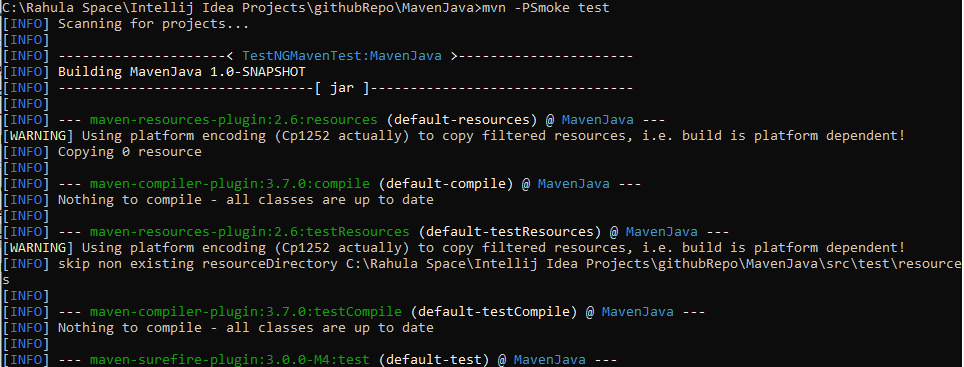 C:\Rahula Space\Intellij Idea Projects\githubRepo\MavenJava>mvn -PSmoke test
[INFO] Scanning for projects...
[INFO]
[INFO] ---------------------< TestNGMavenTest:MavenJava >----------------------
[INFO] Building MavenJava 1.0-SNAPSHOT
[INFO] --------------------------------[ jar ]---------------------------------
[INFO]
[INFO] --- maven-resources-plugin:2.6:resources (default-resources) @ MavenJava ---
[WARNING] Using platform encoding (Cp1252 actually) to copy filtered resources, i.e. build is platform dependent!
[INFO] Copying 0 resource
[INFO]
[INFO] --- maven-compiler-plugin:3.7.0:compile (default-compile) @ MavenJava ---
[INFO] Nothing to compile - all classes are up to date
[INFO]
[INFO] --- maven-resources-plugin:2.6:testResources (default-testResources) @ MavenJava ---
[WARNING] Using platform encoding (Cp1252 actually) to copy filtered resources, i.e. build is platform dependent!
[INFO] skip non existing resourceDirectory C:\Rahula Space\Intellij Idea Projects\githubRepo\MavenJava\src\test\resource
s
[INFO]
[INFO] --- maven-compiler-plugin:3.7.0:testCompile (default-testCompile) @ MavenJava ---
[INFO] Nothing to compile - all classes are up to date
[INFO]
[INFO] --- maven-surefire-plugin:3.0.0-M4:test (default-test) @ MavenJava ---